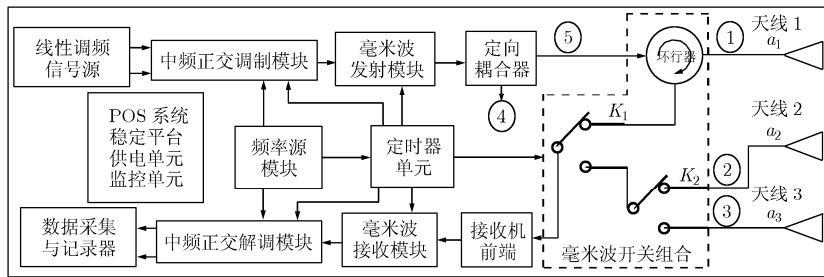 线性调频
信号源
中频正交调制模块
毫米波
发射模块
定向
耦合器
⑤
环行器
①
天线 1
a₁
④
POS 系统
稳定平台
供电单元
监控单元
频率源
模块
定时器
单元
K₁
天线 2
a₂
②
K₂
天线 3
a₃
③
数据采集
与记录器
中频正交解调模块
毫米波
接收模块
接收机
前端
毫米波开关组合